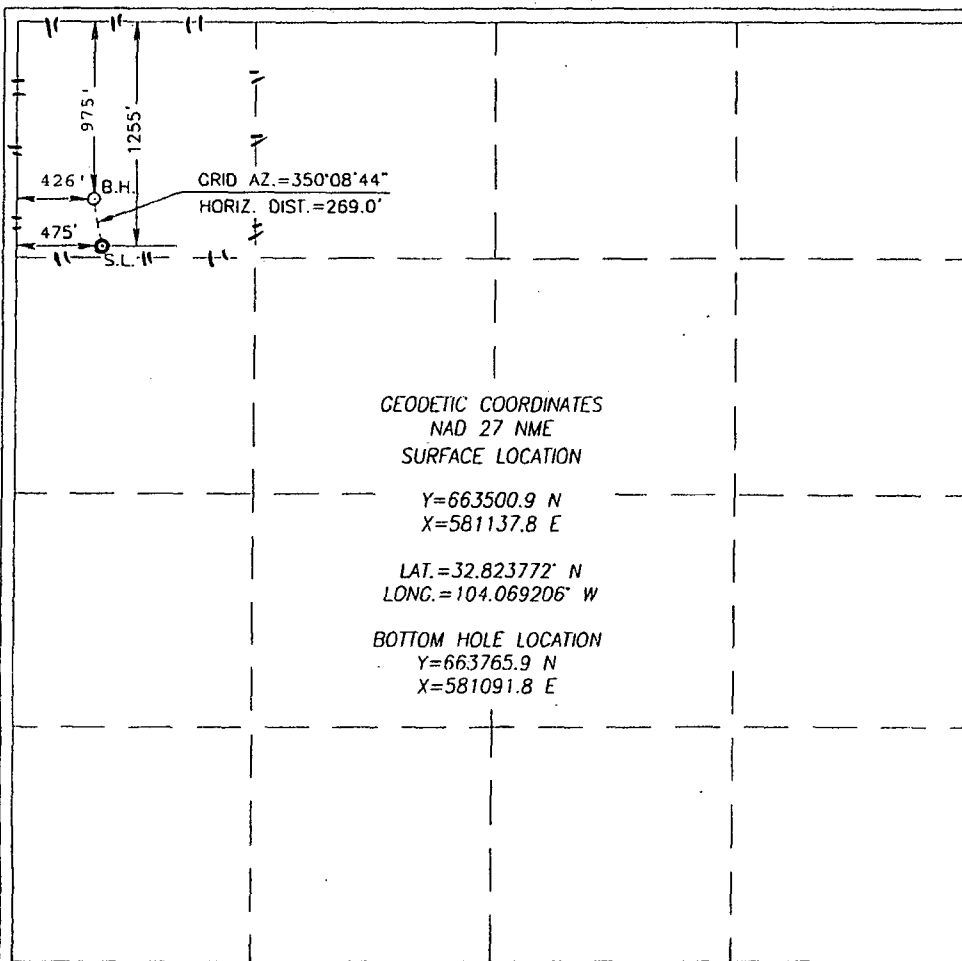 975'
1255'
426'
B.H.
GRID AZ.=350°08'44"
HORIZ. DIST.=269.0'
475'
S.L.
GEODETIC COORDINATES
NAD 27 NME
SURFACE LOCATION
Y=663500.9 N
X=581137.8 E
LAT.=32.823772° N
LONG.=104.069206° W
BOTTOM HOLE LOCATION
Y=663765.9 N
X=581091.8 E